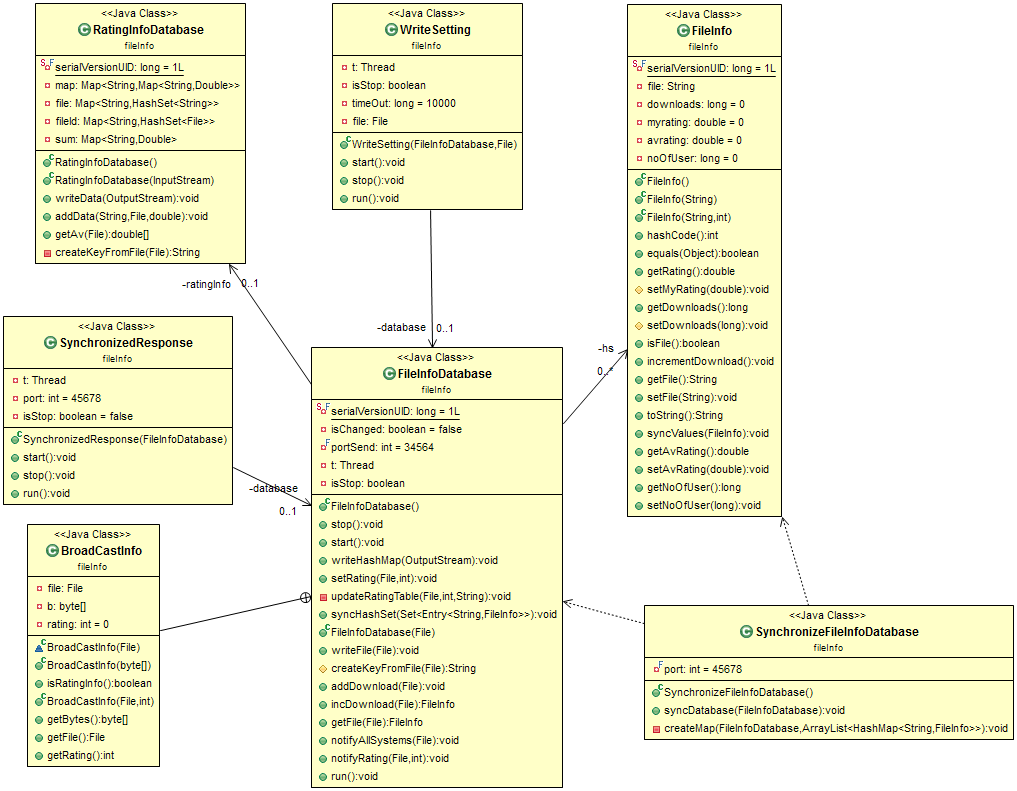 <<Java Class>>
RatingInfoDatabase
fileInfo
serialVersionUID: long = 1L
map: Map<String,Map<String,Double>>
file: Map<String,HashSet<String>>
fileId: Map<String,HashSet<File>>
sum: Map<String,Double>
RatingInfoDatabase()
RatingInfoDatabase(InputStream)
writeData(OutputStream):void
addData(String,File,double):void
getAv(File):double[]
createKeyFromFile(File):String
<<Java Class>>
WriteSetting
fileInfo
t: Thread
isStop: boolean
timeOut: long = 10000
file: File
WriteSetting(FileInfoDatabase,File)
start():void
stop():void
run():void
<<Java Class>>
FileInfo
fileInfo
serialVersionUID: long = 1L
file: String
downloads: long = 0
myrating: double = 0
avrating: double = 0
noOfUser: long = 0
FileInfo()
FileInfo(String)
FileInfo(String,int)
hashCode():int
equals(Object):boolean
getRating():double
setMyRating(double):void
getDownloads():long
setDownloads(long):void
isFile():boolean
incrementDownload():void
getFile():String
setFile(String):void
toString():String
syncValues(FileInfo):void
getAvRating():double
setAvRating(double):void
getNoOfUser():long
setNoOfUser(long):void
-ratingInfo 0..1
-database 0..1
-hs
0..*
<<Java Class>>
SynchronizedResponse
fileInfo
t: Thread
port: int = 45678
isStop: boolean = false
SynchronizedResponse(FileInfoDatabase)
start():void
stop():void
run():void
-database
0..1
<<Java Class>>
FileInfoDatabase
fileInfo
serialVersionUID: long = 1L
isChanged: boolean = false
portSend: int = 34564
t: Thread
isStop: boolean
FileInfoDatabase()
stop():void
start():void
writeHashMap(OutputStream):void
setRating(File,int):void
updateRatingTable(File,int,String):void
syncHashSet(Set<Entry<String,FileInfo>>):void
FileInfoDatabase(File)
writeFile(File):void
createKeyFromFile(File):String
addDownload(File):void
incDownload(File):FileInfo
getFile(File):FileInfo
notifyAllSystems(File):void
notifyRating(File,int):void
run():void
<<Java Class>>
BroadCastInfo
fileInfo
file: File
b: byte[]
rating: int = 0
BroadCastInfo(File)
BroadCastInfo(byte[])
isRatingInfo():boolean
BroadCastInfo(File,int)
getBytes():byte[]
getFile():File
getRating():int
<<Java Class>>
SynchronizeFileInfoDatabase
fileInfo
port: int = 45678
SynchronizeFileInfoDatabase()
syncDatabase(FileInfoDatabase):void
createMap(FileInfoDatabase,ArrayList<HashMap<String,FileInfo>>):void